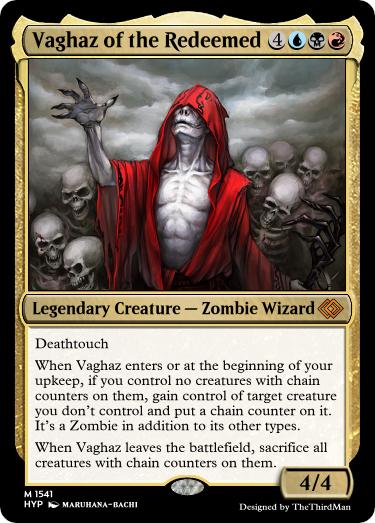 Vaghaz of the Redeemed 4
Legendary Creature — Zombie Wizard
Deathtouch
When Vaghaz enters or at the beginning of your
upkeep, if you control no creatures with chain
counters on them, gain control of target creature
you don't control and put a chain counter on it.
It's a Zombie in addition to its other types.
When Vaghaz leaves the battlefield, sacrifice all
creatures with chain counters on them.
4/4
M 1541
HYP MARUHANA-BACHI
Designed by TheThirdMan